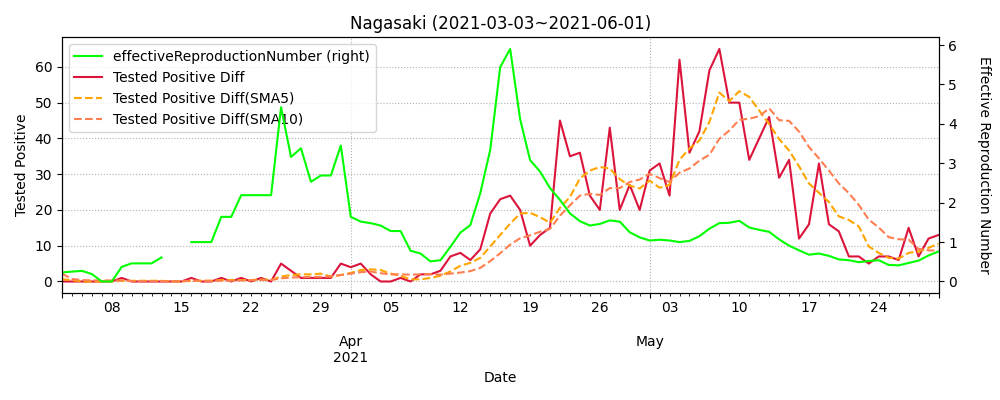 Nagasaki (2021-03-03~2021-06-01)
effectiveReproductionNumber (right)
Tested Positive Diff
Tested Positive Diff(SMA5)
Tested Positive Diff(SMA10)
Tested Positive
60
50
40
30
20
10
0
6
5
4
3
2
1
0
Effective Reproduction Number
08 15 22 29 05 12 19 26 03 10 17 24
Apr May
2021
Date